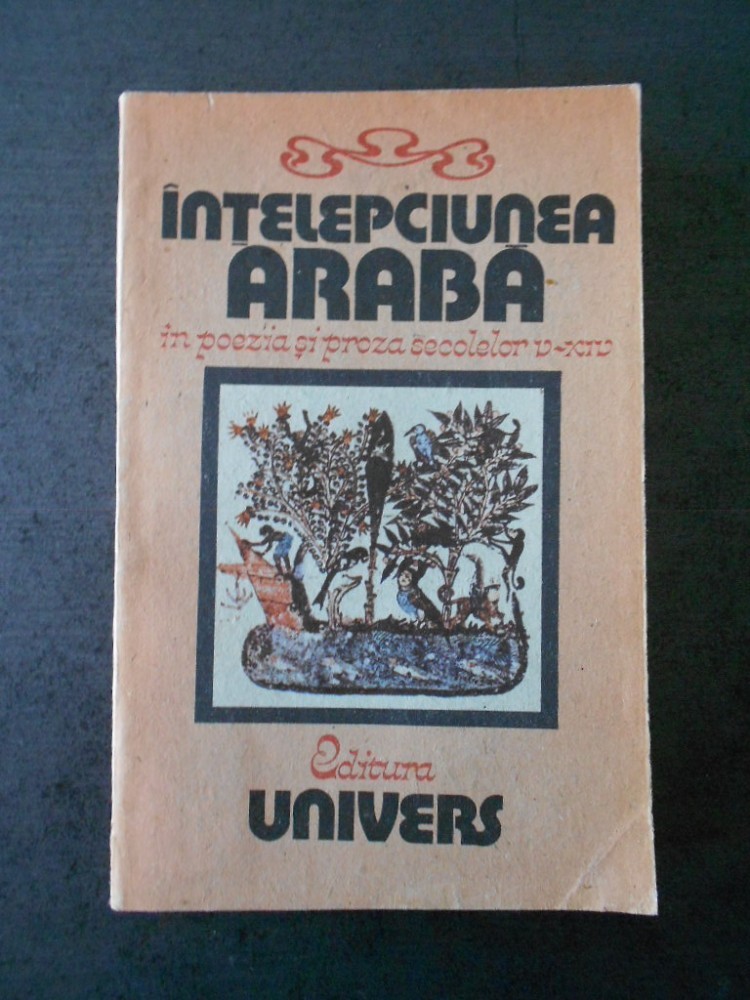 ÎNȚELEPCIUNEA
ARABĂ
în poezia și proza secolelor V-XIV
Editura
UNIVERS